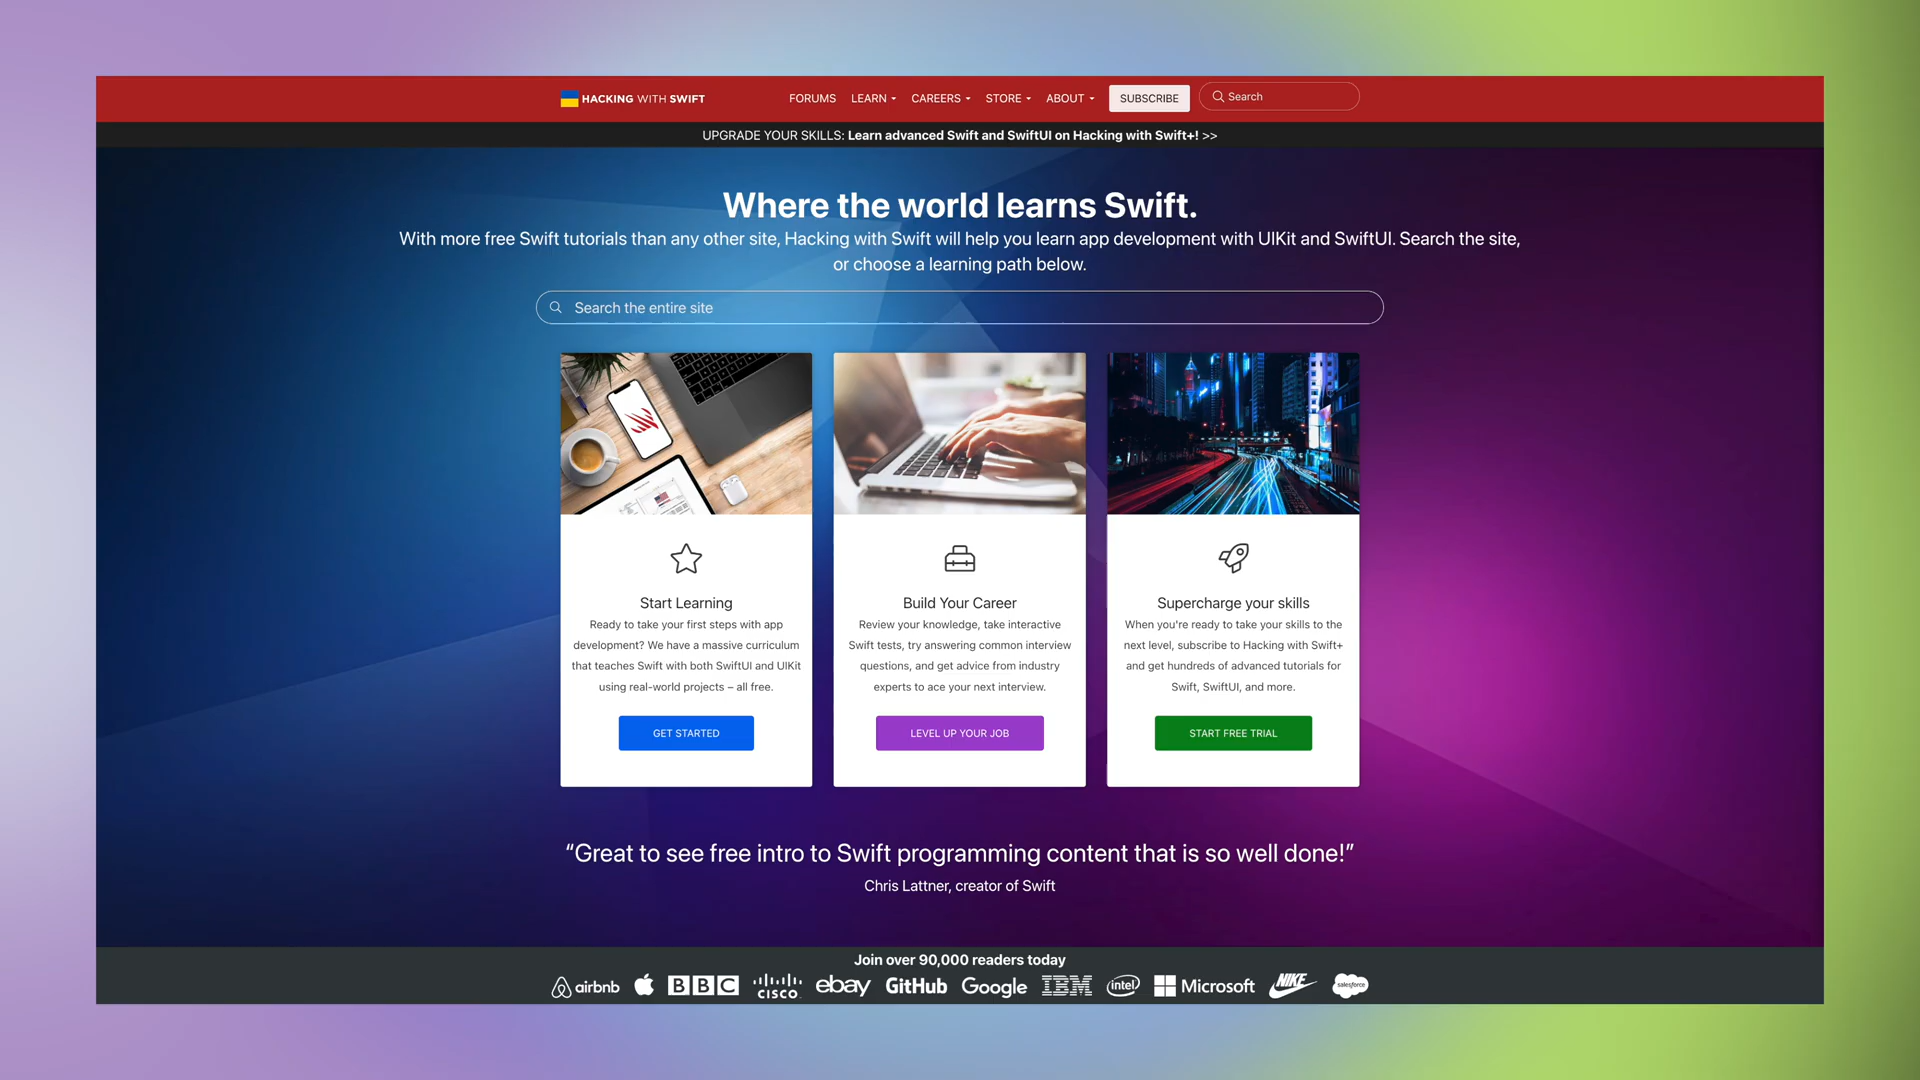 HACKING WITH SWIFT
FORUMS LEARN CAREERS STORE ABOUT SUBSCRIBE Search
UPGRADE YOUR SKILLS: Learn advanced Swift and SwiftUI on Hacking with Swift+! >>
Where the world learns Swift.
With more free Swift tutorials than any other site, Hacking with Swift will help you learn app development with UIKit and SwiftUI. Search the site,
or choose a learning path below.
Search the entire site
Start Learning
Ready to take your first steps with app
development? We have a massive curriculum
that teaches Swift with both SwiftUI and UIKit
using real-world projects – all free.
GET STARTED
Build Your Career
Review your knowledge, take interactive
Swift tests, try answering common interview
questions, and get advice from industry
experts to ace your next interview.
LEVEL UP YOUR JOB
Supercharge your skills
When you're ready to take your skills to the
next level, subscribe to Hacking with Swift+
and get hundreds of advanced tutorials for
Swift, SwiftUI, and more.
START FREE TRIAL
“Great to see free intro to Swift programming content that is so well done!”
Chris Lattner, creator of Swift
Join over 90,000 readers today
airbnb BBC CISCO ebay GitHub Google IBM intel Microsoft NIKE salesforce